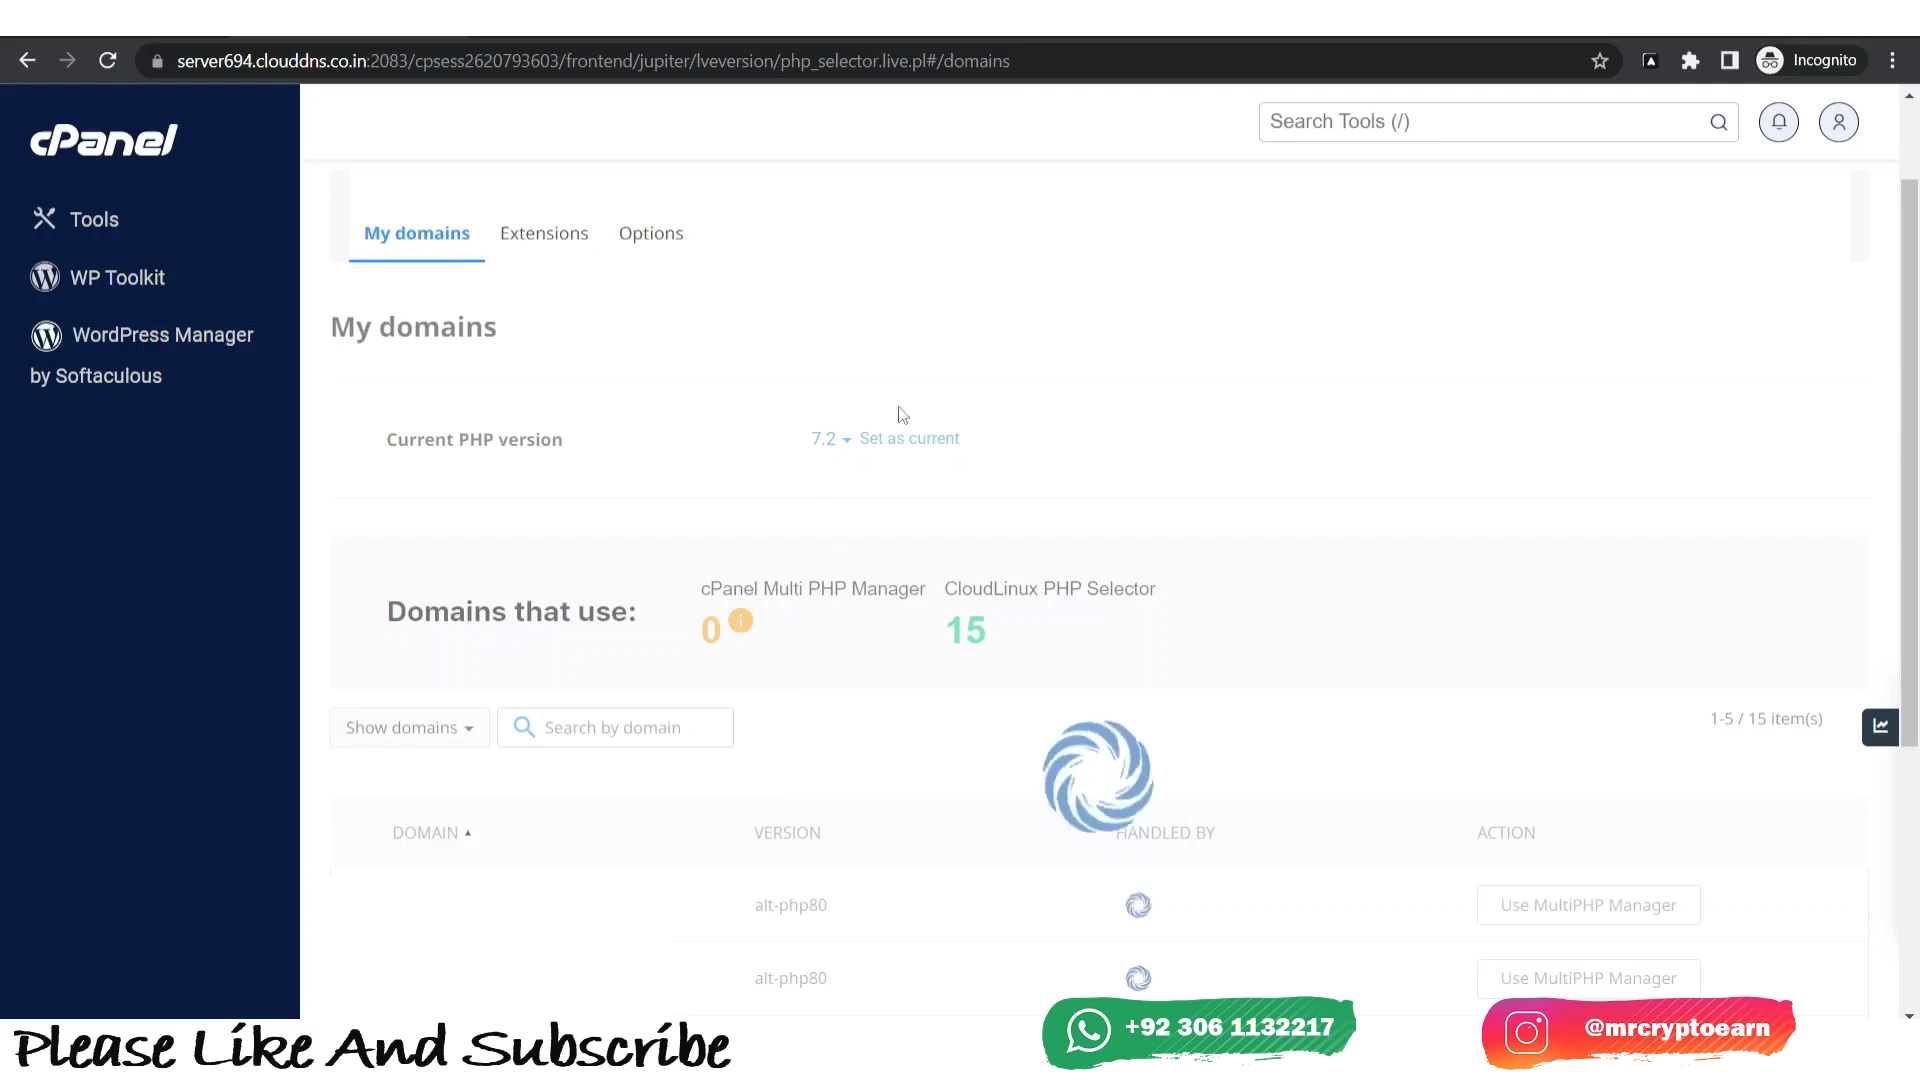 server694.clouddns.co.in:2083/cpsess2620793603/frontend/jupiter/lveversion/php_selector.live.pl#/domains
Incognito
cPanel
Search Tools (/)
Tools
WP Toolkit
WordPress Manager
by Softaculous
My domains
Extensions
Options
My domains
Current PHP version
7.2
Set as current
Domains that use:
cPanel Multi PHP Manager
0
CloudLinux PHP Selector
15
Show domains
Search by domain
1-5 / 15 item(s)
DOMAIN
VERSION
HANDLED BY
ACTION
alt-php80
Use MultiPHP Manager
alt-php80
Use MultiPHP Manager
Please Like And Subscribe
+92 306 1132217
@mrcryptoearn